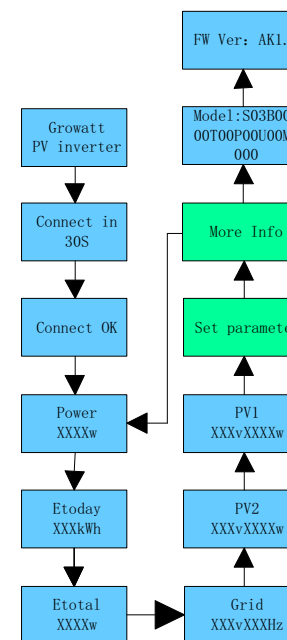 FW Ver: AK1.
Model:S03B00
00T00P00U00M
000
Growatt
PV inverter
Connect in
30S
More Info
Connect OK
Set paramete
Power
XXXXw
PV1
XXXvXXXXw
Etoday
XXXkWh
PV2
XXXvXXXXw
Etotal
XXXXw
Grid
XXXvXXXHz